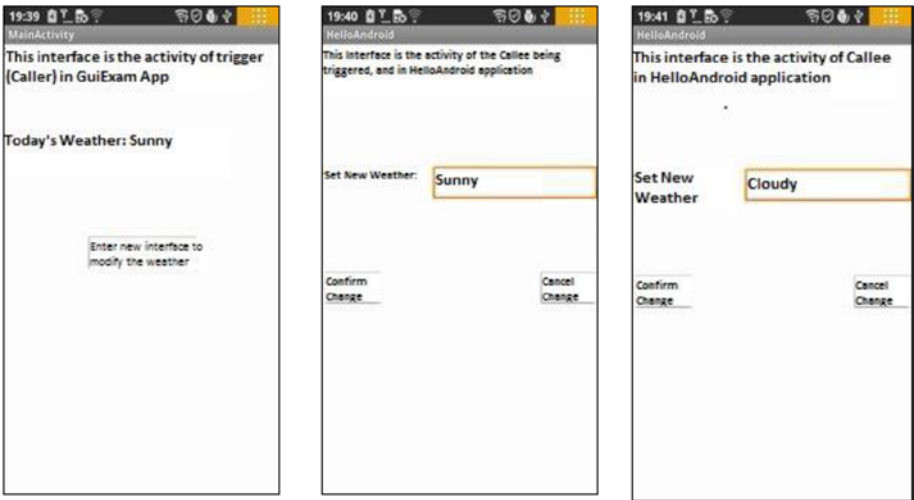 19:39
MainActivity
This interface is the activity of trigger
(Caller) in GuiExam App
Today's Weather: Sunny
Enter new interface to
modify the weather
19:40
HelloAndroid
This Interface is the activity of the Callee being
triggered, and in HelloAndroid application
Set New Weather:
Sunny
Confirm
Change
Cancel
Change
19:41
HelloAndroid
This interface is the activity of Callee
in HelloAndroid application
Set New
Weather
Cloudy
Confirm
Change
Cancel
Change